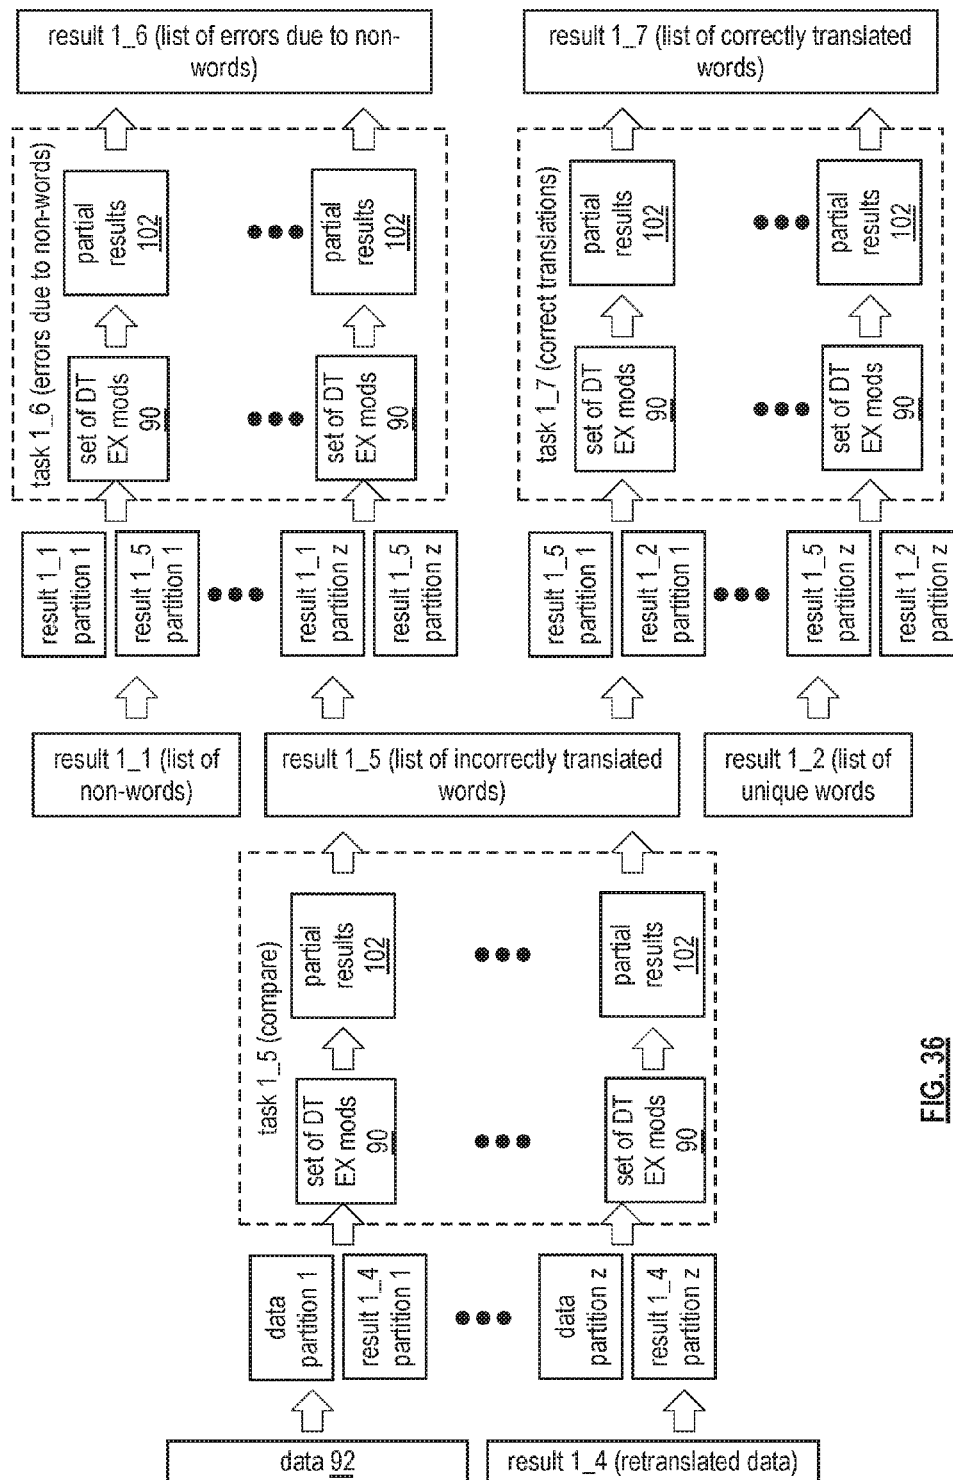 result 1_6 (list of errors due to non-
words)
result 1_7 (list of correctly translated
words)
task 1_6 (errors due to non-words)
partial
results
102
partial
results
102
set of DT
EX mods
90
set of DT
EX mods
90
task 1_7 (correct translations)
partial
results
102
partial
results
102
set of DT
EX mods
90
set of DT
EX mods
90
result 1_1
partition 1
result 1_5
partition 1
result 1_1
partition z
result 1_5
partition z
result 1_5
partition 1
result 1_2
partition 1
result 1_5
partition z
result 1_2
partition z
result 1_1 (list of
non-words)
result 1_5 (list of incorrectly translated
words)
result 1_2 (list of
unique words
task 1_5 (compare)
partial
results
102
partial
results
102
set of DT
EX mods
90
set of DT
EX mods
90
data
partition 1
result 1_4
partition 1
data
partition z
result 1_4
partition z
data 92
result 1_4 (retranslated data)
FIG. 36